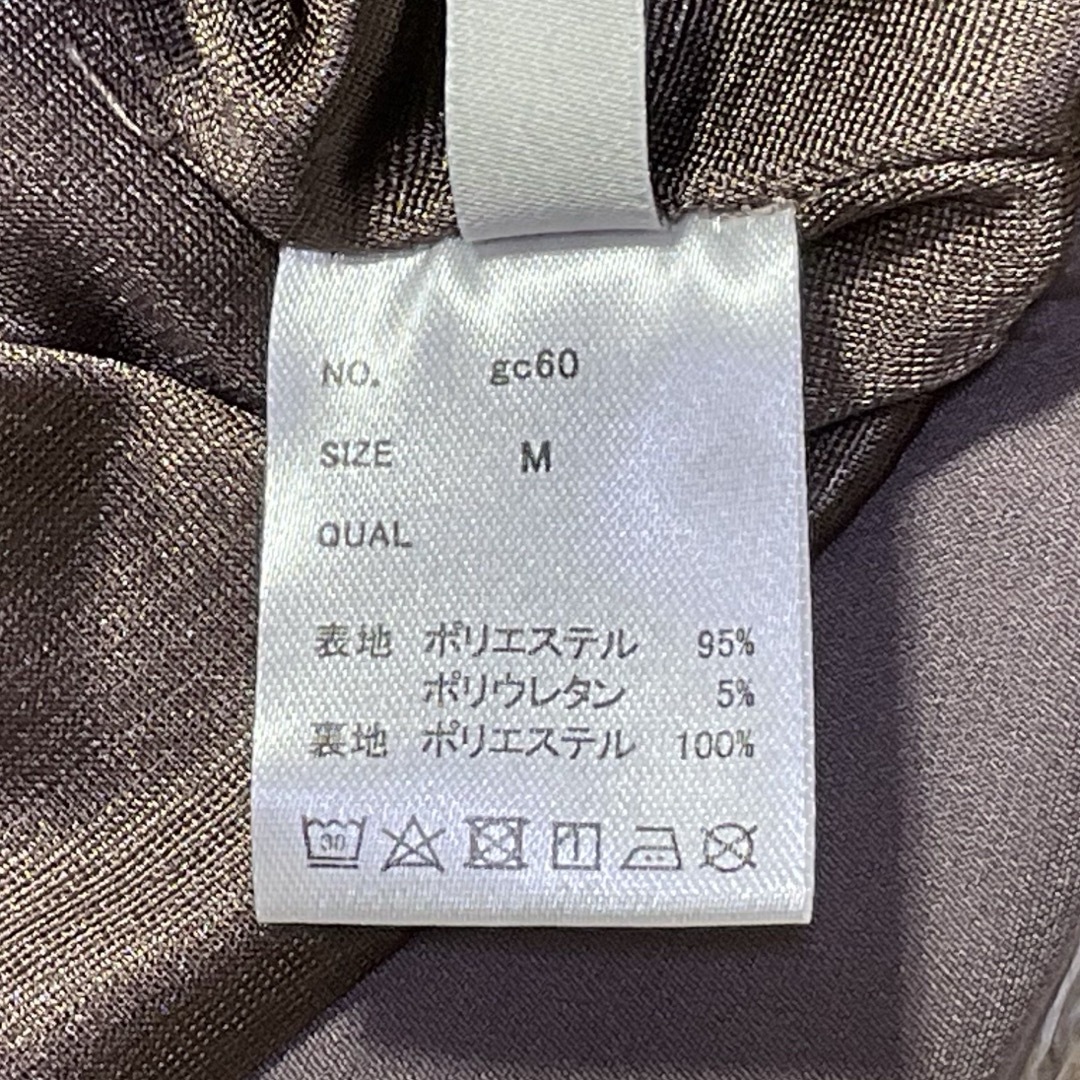 NO. gc60
SIZE M
QUAL
表地 ポリエステル 95%
ポリウレタン 5%
裏地 ポリエステル 100%
30